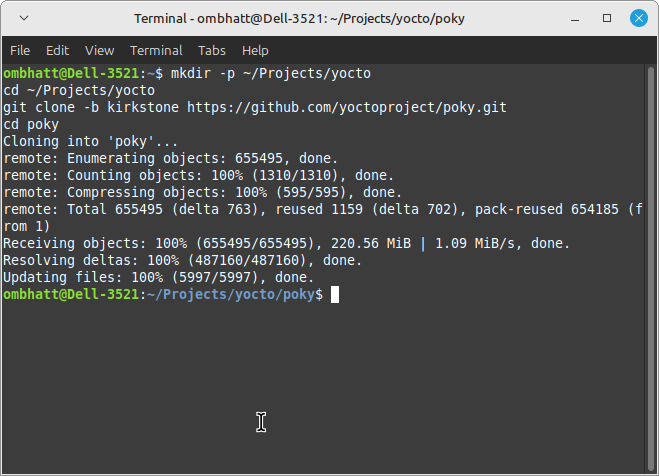 Terminal - ombhatt@Dell-3521: ~/Projects/yocto/poky
File Edit View Terminal Tabs Help
ombhatt@Dell-3521:~$ mkdir -p ~/Projects/yocto
cd ~/Projects/yocto
git clone -b kirkstone https://github.com/yoctoproject/poky.git
cd poky
Cloning into 'poky'...
remote: Enumerating objects: 655495, done.
remote: Counting objects: 100% (1310/1310), done.
remote: Compressing objects: 100% (595/595), done.
remote: Total 655495 (delta 763), reused 1159 (delta 702), pack-reused 654185 (f
rom 1)
Receiving objects: 100% (655495/655495), 220.56 MiB | 1.09 MiB/s, done.
Resolving deltas: 100% (487160/487160), done.
Updating files: 100% (5997/5997), done.
ombhatt@Dell-3521:~/Projects/yocto/poky$